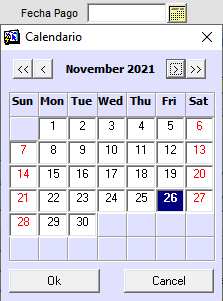 Fecha Pago
Calendario
<< < November 2021 > >>
Sun Mon Tue Wed Thu Fri Sat
1 2 3 4 5 6
7 8 9 10 11 12 13
14 15 16 17 18 19 20
21 22 23 24 25 26 27
28 29 30
Ok Cancel